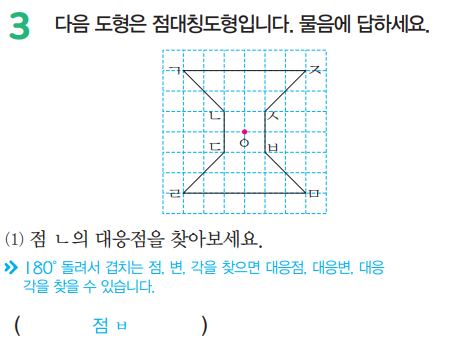 3 다음 도형은 점대칭도형입니다. 물음에 답하세요.
ㄱ ㅈ
ㄴ ㅅ
ㄷ ㅇ ㅂ
ㄹ ㅁ
(1) 점 ㄴ의 대응점을 찾아보세요.
» 180° 돌려서 겹치는 점, 변, 각을 찾으면 대응점, 대응변, 대응
각을 찾을 수 있습니다.
( 점 ㅂ )